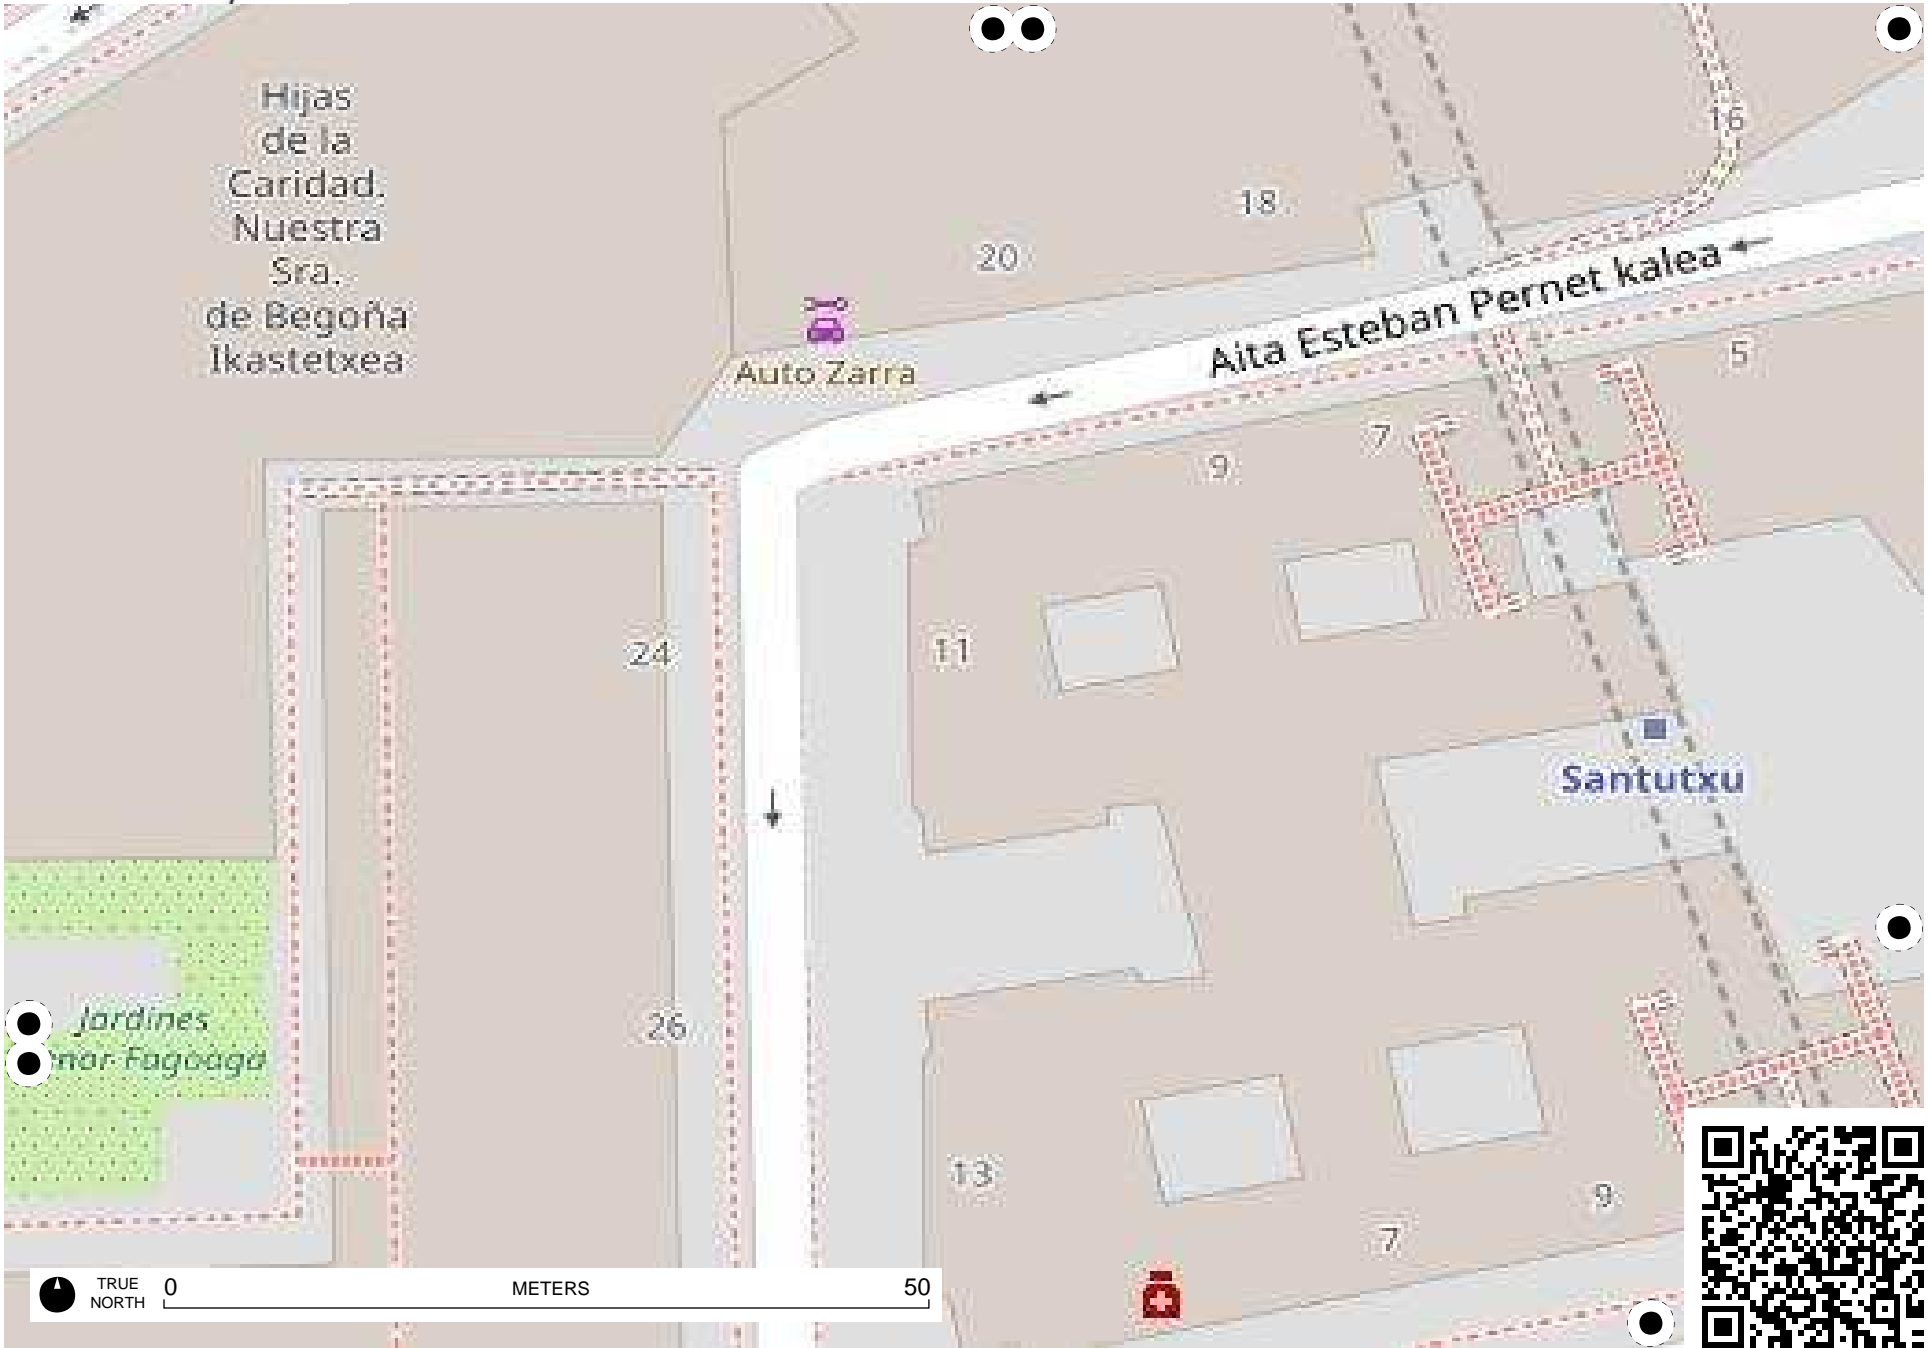 Hijas
de la
Caridad.
Nuestra
Sra.
de Begoña
Ikastetxea
16
18
20
Auto Zarra
Aita Esteban Pernet kalea
5
7
9
24
11
Santutxu
26
Jardines
Fagoaga
13
9
7
TRUE
NORTH
0 METERS 50